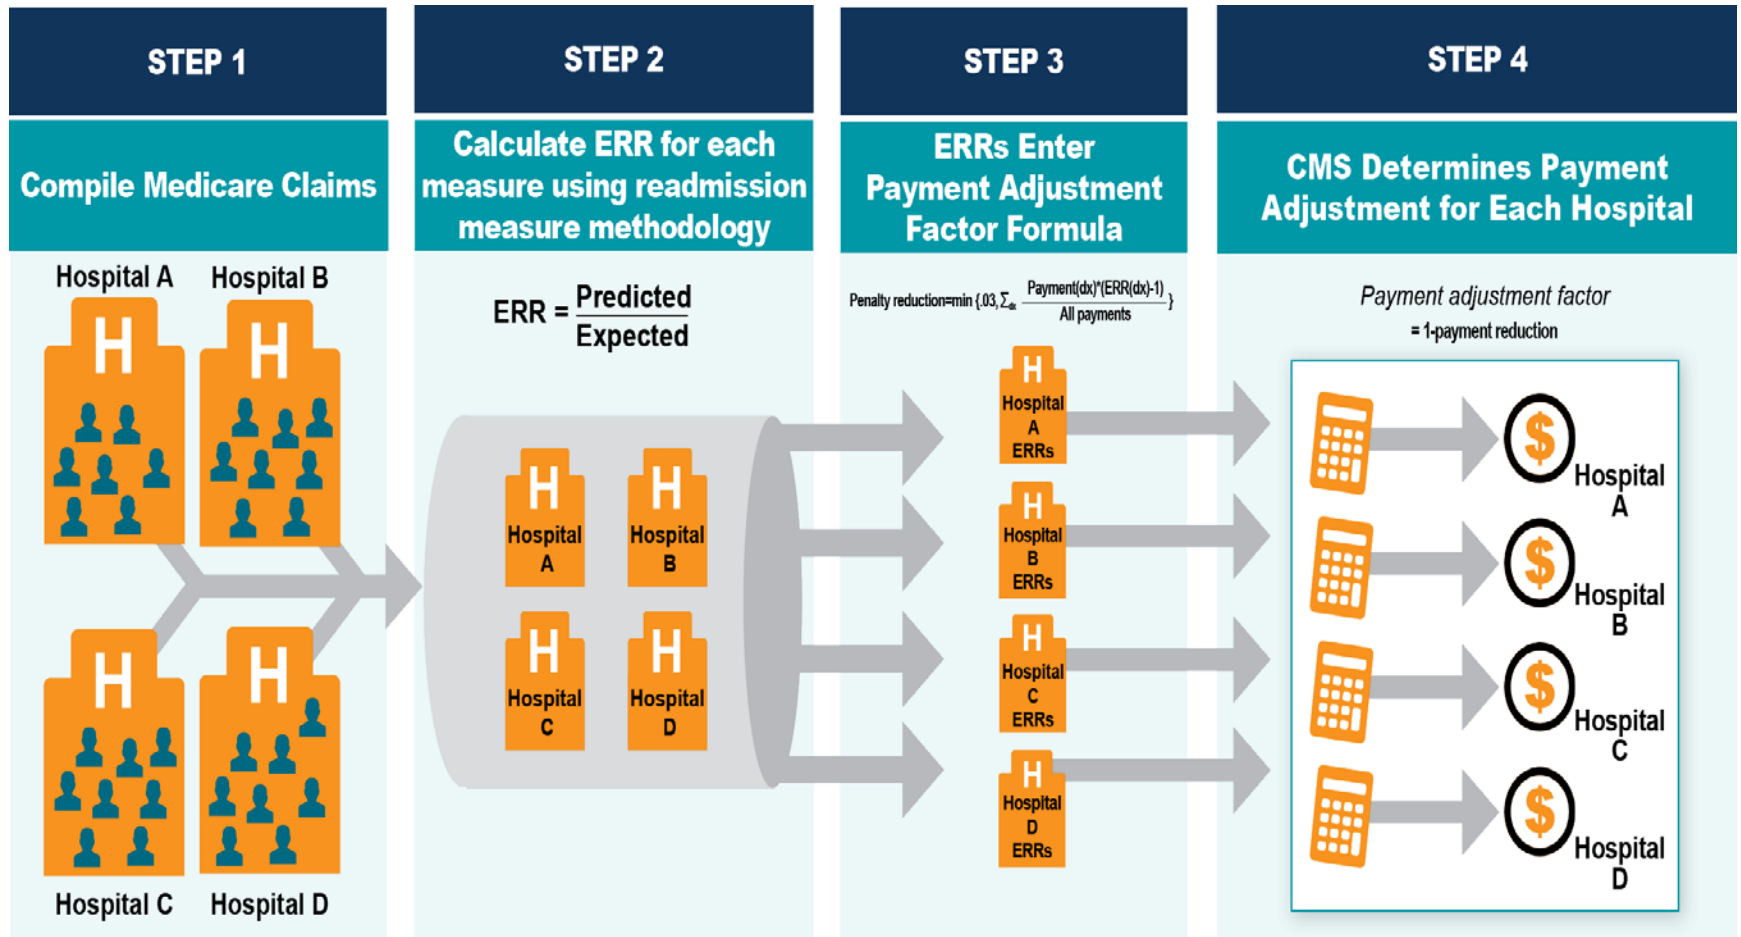 STEP 1
Compile Medicare Claims
Hospital A
Hospital B
H
H
H
H
Hospital C
Hospital D
STEP 2
Calculate ERR for each
measure using readmission
measure methodology
ERR = Predicted
Expected
H
Hospital
A
H
Hospital
B
H
Hospital
C
H
Hospital
D
STEP 3
ERRs Enter
Payment Adjustment
Factor Formula
Penalty reduction=min {.03, Σdx Payment(dx)*(ERR(dx)-1) }
All payments
H
Hospital
A
ERRs
H
Hospital
B
ERRs
H
Hospital
C
ERRs
H
Hospital
D
ERRs
STEP 4
CMS Determines Payment
Adjustment for Each Hospital
Payment adjustment factor
= 1-payment reduction
$
Hospital
A
$
Hospital
B
$
Hospital
C
$
Hospital
D